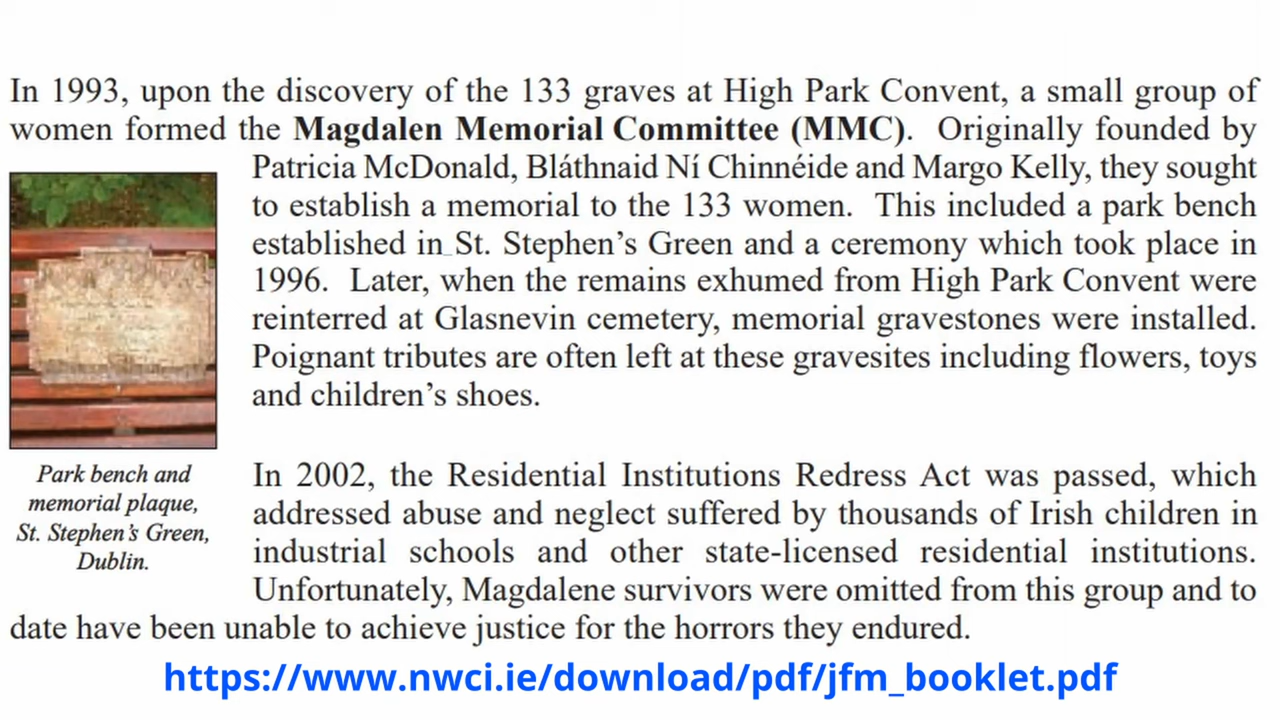 In 1993, upon the discovery of the 133 graves at High Park Convent, a small group of
women formed the Magdalen Memorial Committee (MMC). Originally founded by
Patricia McDonald, Bláthnaid Ní Chinnéide and Margo Kelly, they sought
to establish a memorial to the 133 women. This included a park bench
established in St. Stephen’s Green and a ceremony which took place in
1996. Later, when the remains exhumed from High Park Convent were
reinterred at Glasnevin cemetery, memorial gravestones were installed.
Poignant tributes are often left at these gravesites including flowers, toys
and children’s shoes.
Park bench and
memorial plaque,
St. Stephen’s Green,
Dublin.
In 2002, the Residential Institutions Redress Act was passed, which
addressed abuse and neglect suffered by thousands of Irish children in
industrial schools and other state-licensed residential institutions.
Unfortunately, Magdalene survivors were omitted from this group and to
date have been unable to achieve justice for the horrors they endured.
https://www.nwci.ie/download/pdf/jfm_booklet.pdf